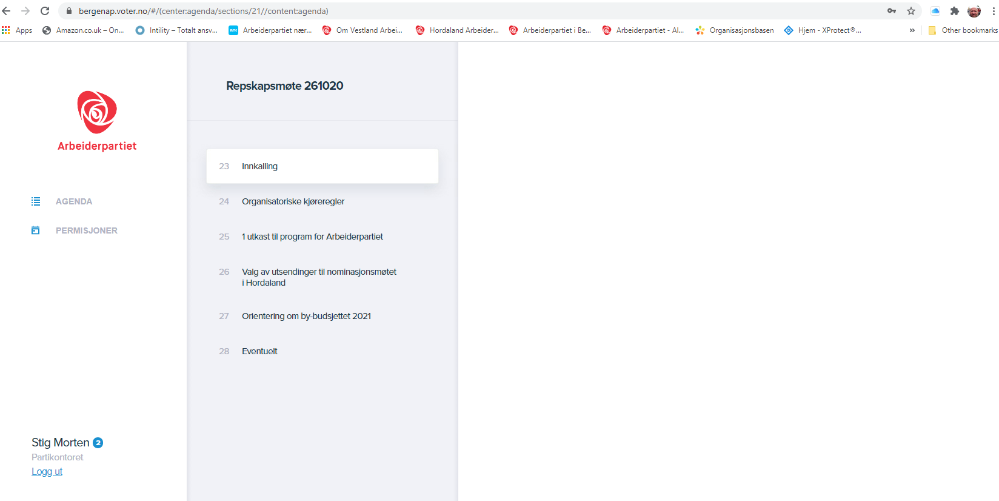 bergenap.voter.no/#/(center:agenda/sections/21//content:agenda)
Apps
Amazon.co.uk – On...
Intility – Totalt ansv...
NRK
Arbeiderpartiet nær...
Om Vestland Arbei...
Hordaland Arbeider...
Arbeiderpartiet i Be...
Arbeiderpartiet - Al...
Organisasjonsbasen
Hjem - XProtect®...
»
Other bookmarks
Arbeiderpartiet
AGENDA
PERMISJONER
Stig Morten 2
Partikontoret
Logg ut
Repskapsmøte 261020
23 Innkalling
24 Organisatoriske kjøreregler
25 1 utkast til program for Arbeiderpartiet
26 Valg av utsendinger til nominasjonsmøtet
i Hordaland
27 Orientering om by-budsjettet 2021
28 Eventuelt